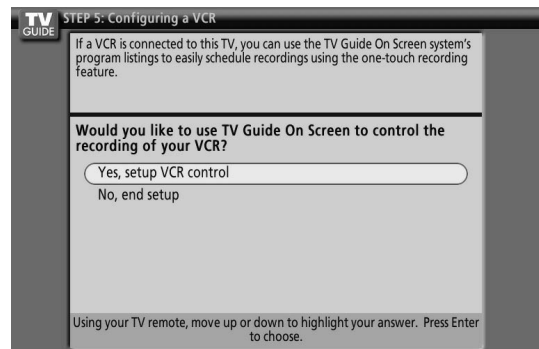 TV
GUIDE
STEP 5: Configuring a VCR
If a VCR is connected to this TV, you can use the TV Guide On Screen system's
program listings to easily schedule recordings using the one-touch recording
feature.
Would you like to use TV Guide On Screen to control the
recording of your VCR?
Yes, setup VCR control
No, end setup
Using your TV remote, move up or down to highlight your answer. Press Enter
to choose.